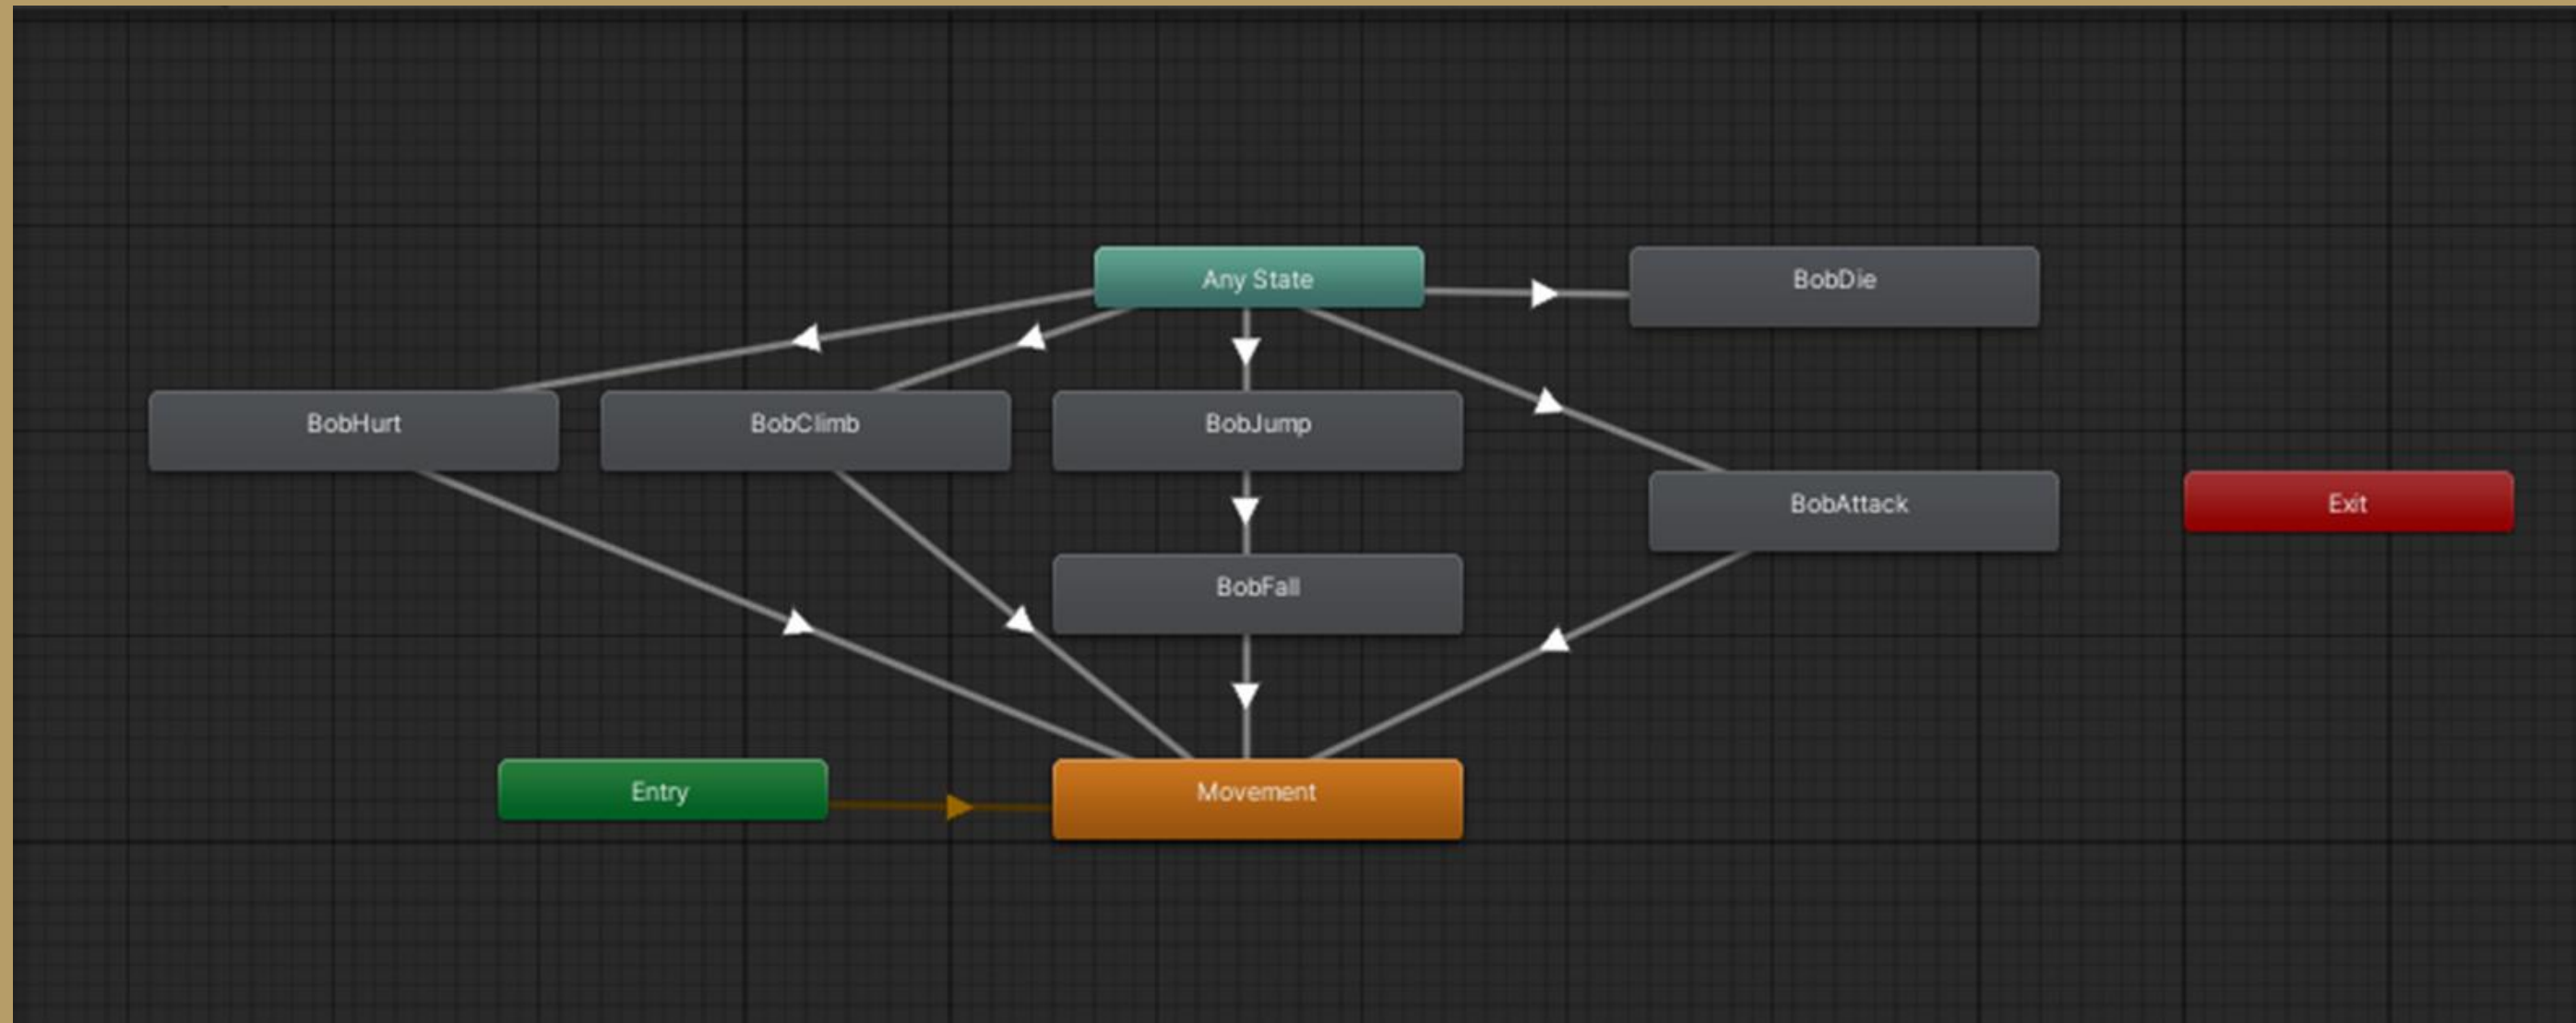 Any State
BobDie
BobHurt
BobClimb
BobJump
BobAttack
Exit
BobFall
Entry
Movement